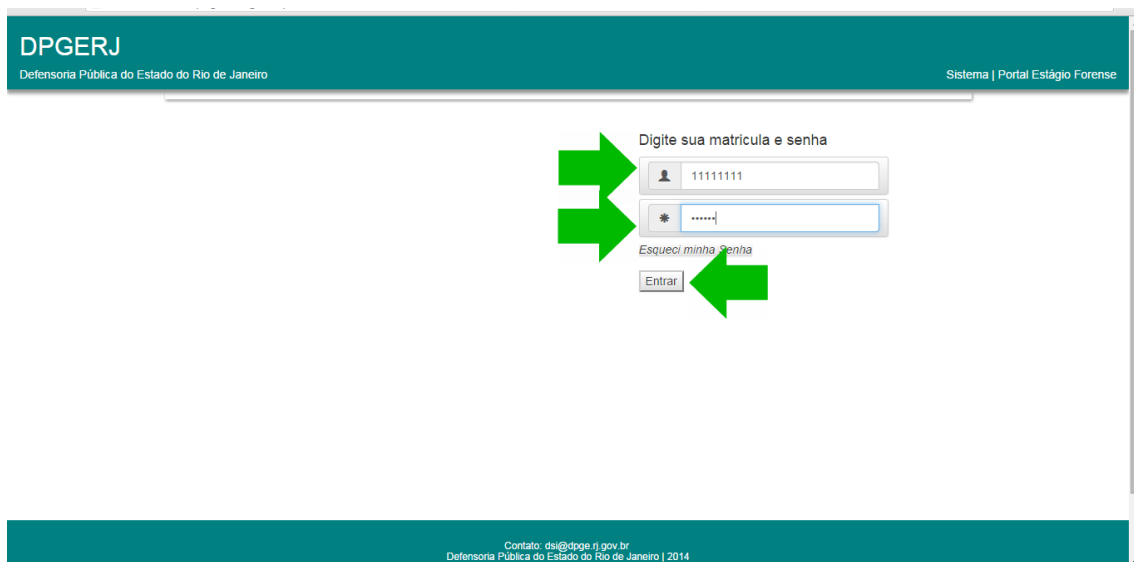 DPGERJ
Defensoria Pública do Estado do Rio de Janeiro
Sistema | Portal Estágio Forense
Digite sua matricula e senha
11111111
••••••
Esqueci minha Senha
Entrar
Contato: dsi@dpge.rj.gov.br
Defensoria Pública do Estado do Rio de Janeiro | 2014